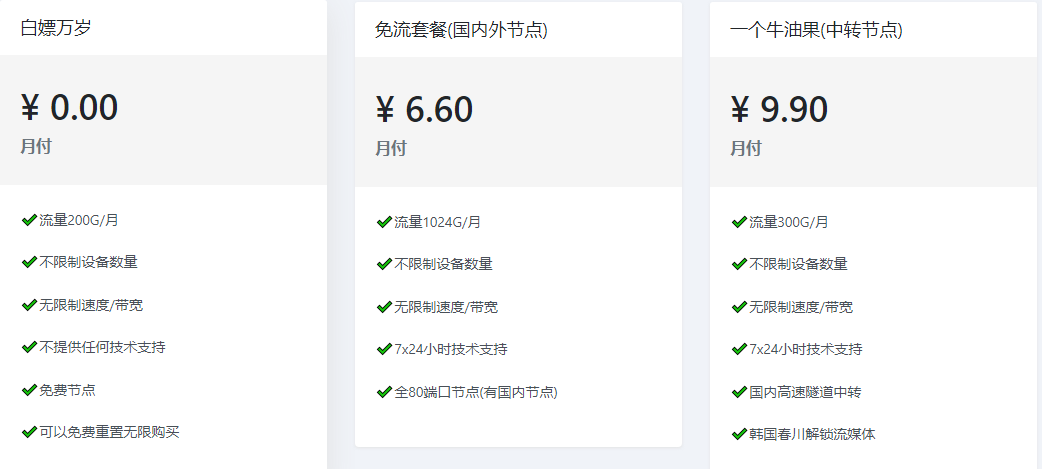 白嫖万岁
¥ 0.00
月付
流量200G/月
不限制设备数量
无限制速度/带宽
不提供任何技术支持
免费节点
可以免费重置无限购买
免流套餐(国内外节点)
¥ 6.60
月付
流量1024G/月
不限制设备数量
无限制速度/带宽
7x24小时技术支持
全80端口节点(有国内节点)
一个牛油果(中转节点)
¥ 9.90
月付
流量300G/月
不限制设备数量
无限制速度/带宽
7x24小时技术支持
国内高速隧道中转
韩国春川解锁流媒体